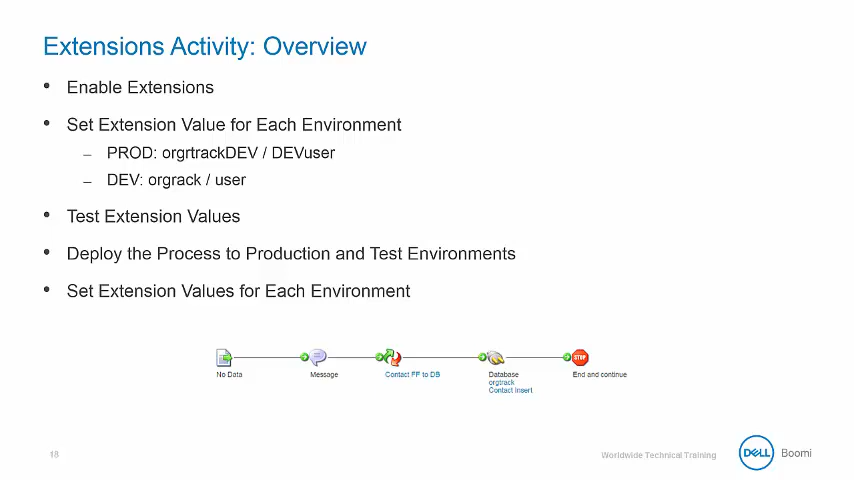 Extensions Activity: Overview
• Enable Extensions
• Set Extension Value for Each Environment
– PROD: orgrtrackDEV / DEVuser
– DEV: orgrack / user
• Test Extension Values
• Deploy the Process to Production and Test Environments
• Set Extension Values for Each Environment
STOP
No Data
Message
Contact FF to DB
Database
orgtrack
Contact Insert
End and continue
18
Worldwide Technical Training
DELL
Boomi